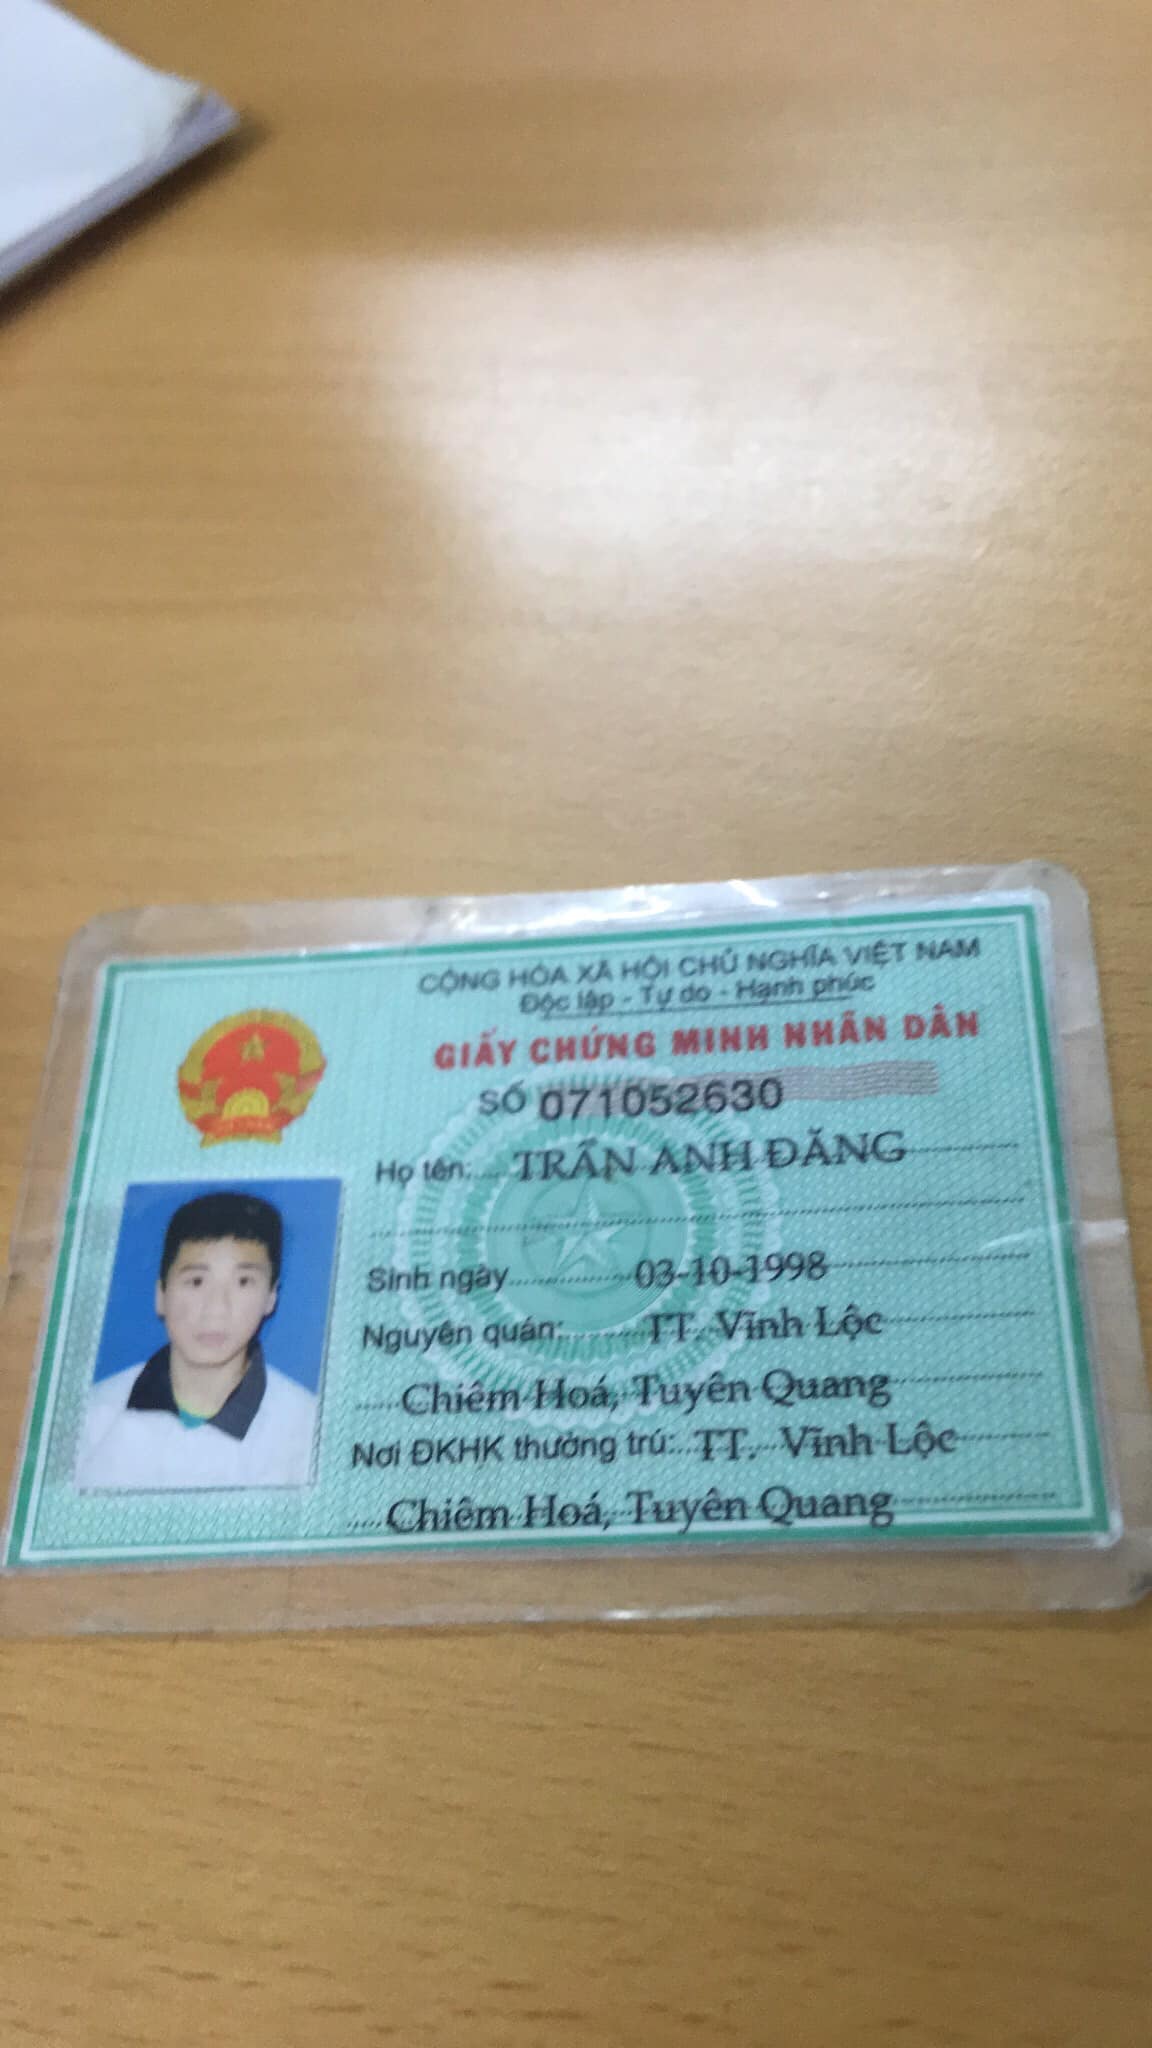 CỘNG HÒA XÃ HỘI CHỦ NGHĨA VIỆT NAM
Độc lập - Tự do - Hạnh phúc
GIẤY CHỨNG MINH NHÂN DÂN
SỐ 071052630
Họ tên: TRẦN ANH ĐĂNG
Sinh ngày 03-10-1998
Nguyên quán: TT. Vĩnh Lộc
Chiêm Hoá, Tuyên Quang
Nơi ĐKHK thường trú: TT. Vĩnh Lộc
Chiêm Hoá, Tuyên Quang